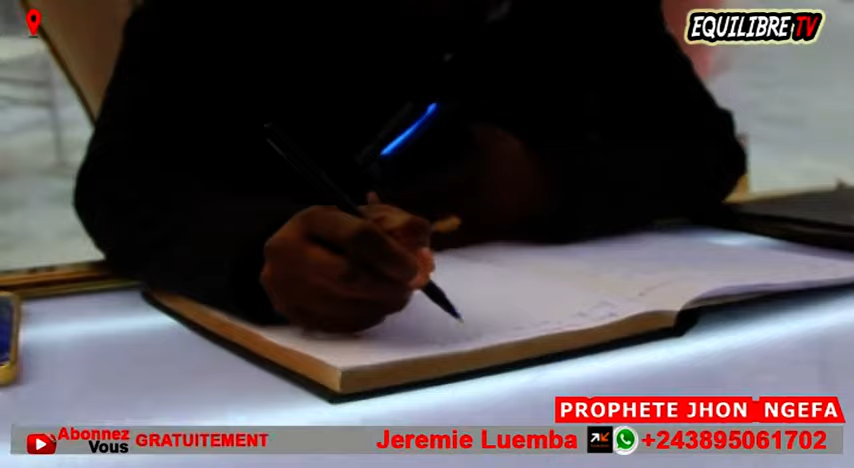 EQUILIBRE TV
PROPHETE JHON NGEFA
Abonnez
Vous GRATUITEMENT
Jeremie Luemba +243895061702